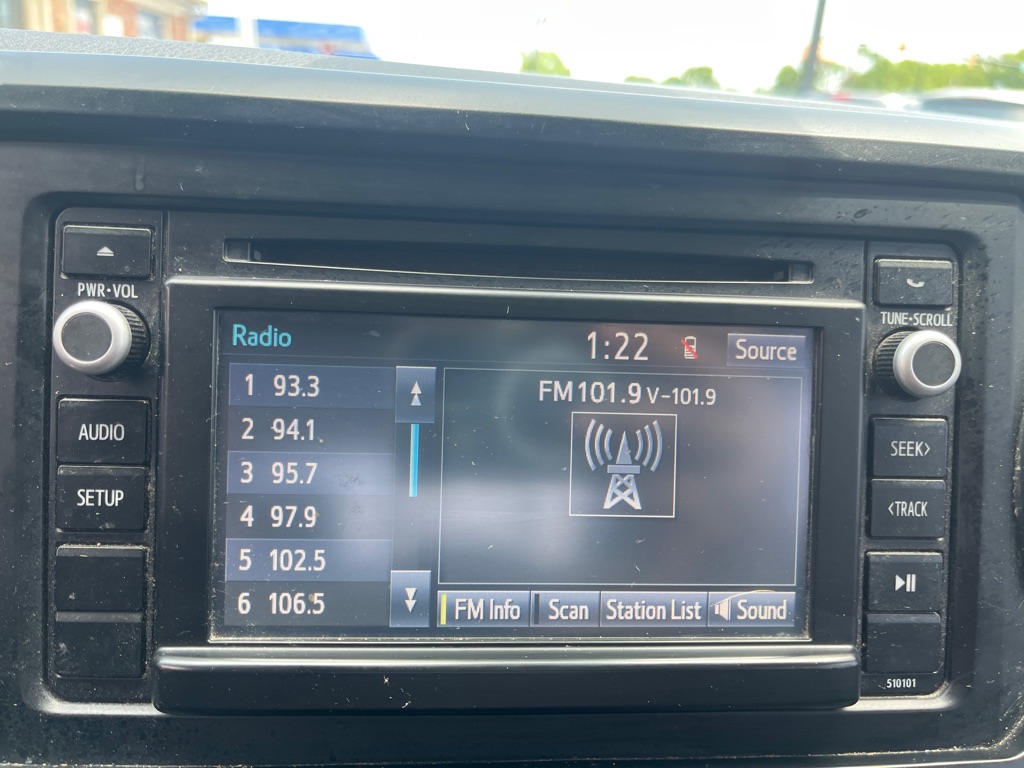 PWR•VOL
AUDIO
SETUP
Radio
1:22
Source
1 93.3
2 94.1
3 95.7
4 97.9
5 102.5
6 106.5
FM101.9 V-101.9
FM Info
Scan
Station List
Sound
TUNE•SCROLL
SEEK>
<TRACK
510101